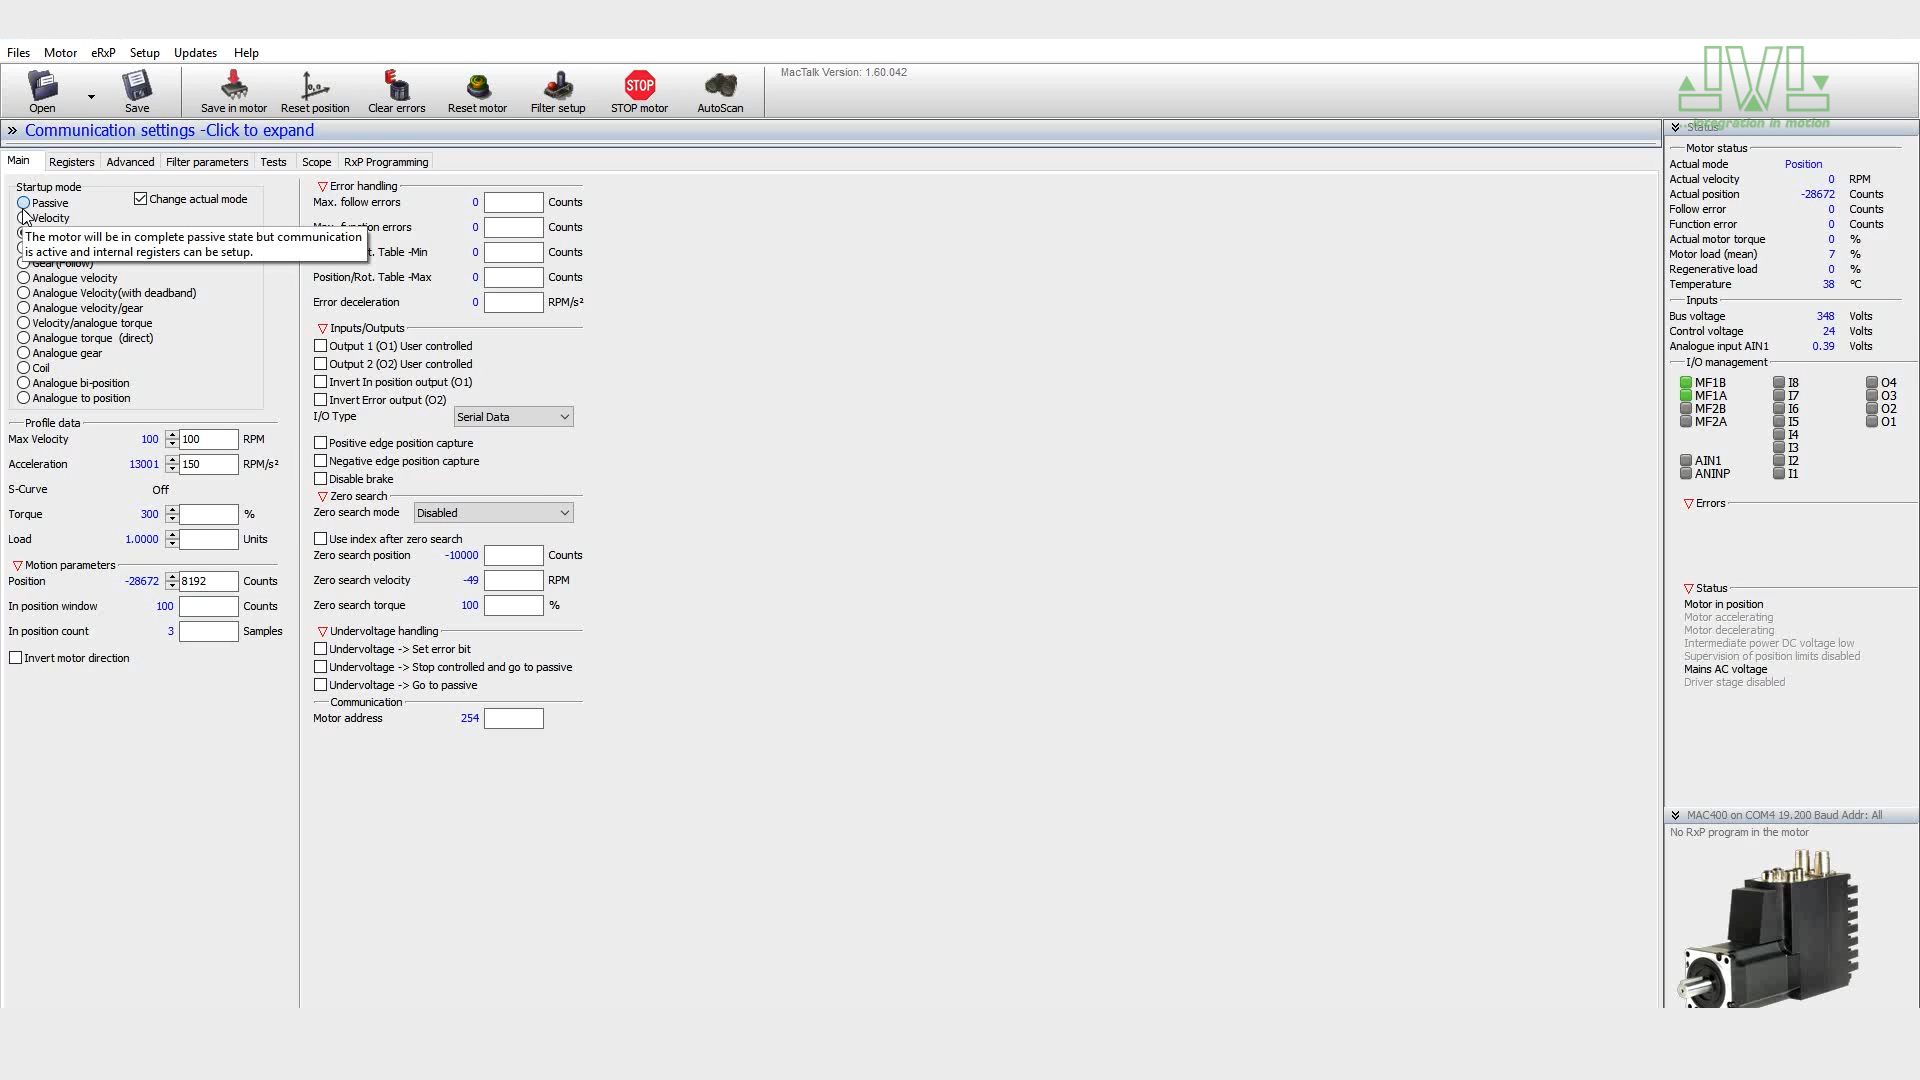 Files Motor eRxP Setup Updates Help
Open Save Save in motor Reset position Clear errors Reset motor Filter setup STOP motor AutoScan
STOP
MacTalk Version: 1.60.042
JVL
integration in motion
» Communication settings -Click to expand
Main Registers Advanced Filter parameters Tests Scope RxP Programming
Startup mode
Passive
Change actual mode
Velocity
The motor will be in complete passive state but communication
is active and internal registers can be setup.
Gear(Follow)
Analogue velocity
Analogue Velocity(with deadband)
Analogue velocity/gear
Velocity/analogue torque
Analogue torque (direct)
Analogue gear
Coil
Analogue bi-position
Analogue to position
Profile data
Max Velocity 100 100 RPM
Acceleration 13001 150 RPM/s²
S-Curve Off
Torque 300 %
Load 1.0000 Units
Motion parameters
Position -28672 8192 Counts
In position window 100 Counts
In position count 3 Samples
Invert motor direction
Error handling
Max. follow errors 0 Counts
errors 0 Counts
t. Table -Min 0 Counts
Position/Rot. Table -Max 0 Counts
Error deceleration 0 RPM/s²
Inputs/Outputs
Output 1 (O1) User controlled
Output 2 (O2) User controlled
Invert In position output (O1)
Invert Error output (O2)
I/O Type Serial Data
Positive edge position capture
Negative edge position capture
Disable brake
Zero search
Zero search mode Disabled
Use index after zero search
Zero search position -10000 Counts
Zero search velocity -49 RPM
Zero search torque 100 %
Undervoltage handling
Undervoltage -> Set error bit
Undervoltage -> Stop controlled and go to passive
Undervoltage -> Go to passive
Communication
Motor address 254
Status
Motor status
Actual mode Position
Actual velocity 0 RPM
Actual position -28672 Counts
Follow error 0 Counts
Function error 0 Counts
Actual motor torque 0 %
Motor load (mean) 7 %
Regenerative load 0 %
Temperature 38 °C
Inputs
Bus voltage 348 Volts
Control voltage 24 Volts
Analogue input AIN1 0.39 Volts
I/O management
MF1B I8 O4
MF1A I7 O3
MF2B I6 O2
MF2A I5 O1
I4
I3
AIN1 I2
ANINP I1
Errors
Status
Motor in position
Motor accelerating
Motor decelerating
Intermediate power DC voltage low
Supervision of position limits disabled
Mains AC voltage
Driver stage disabled
MAC400 on COM4 19.200 Baud Addr: All
No RxP program in the motor